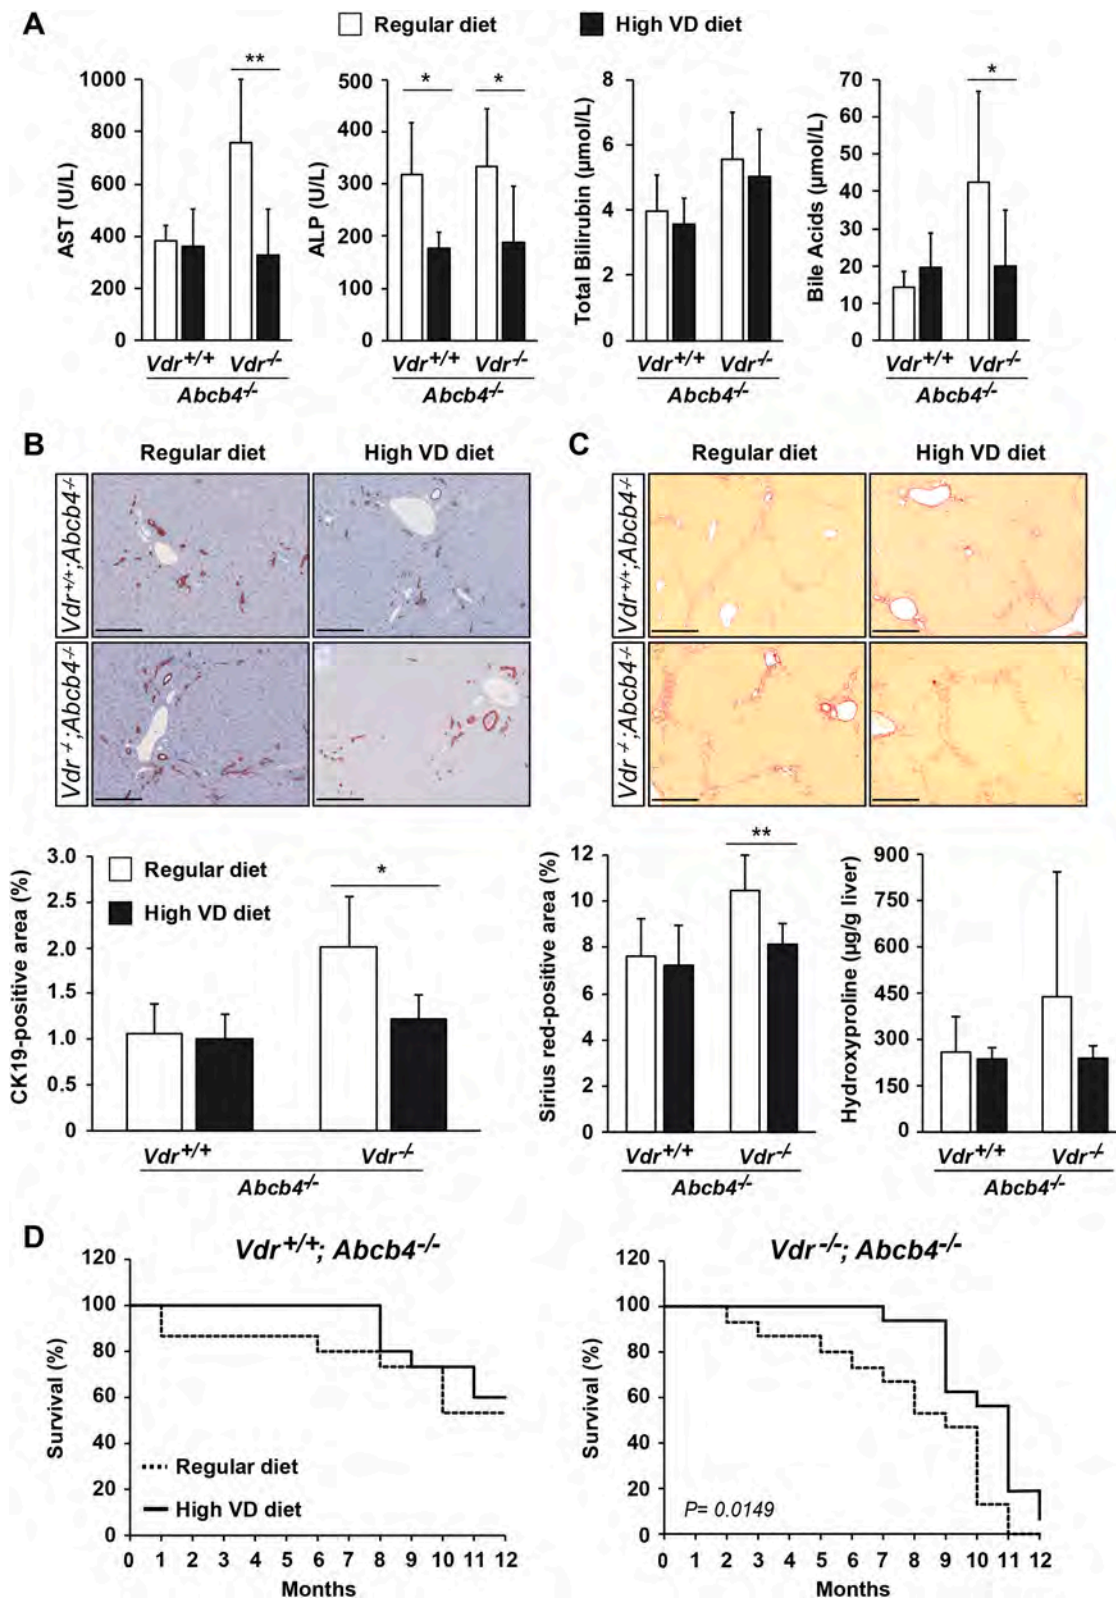 A
Regular diet
High VD diet
**
*
*
*
AST (U/L)
1000
800
600
400
200
0
Vdr+/+
Vdr-/-
Abcb4-/-
ALP (U/L)
500
400
300
200
100
0
Vdr+/+
Vdr-/-
Abcb4-/-
Total Bilirubin (µmol/L)
8
6
4
2
0
Vdr+/+
Vdr-/-
Abcb4-/-
Bile Acids (µmol/L)
70
60
50
40
30
20
10
0
Vdr+/+
Vdr-/-
Abcb4-/-
B
Regular diet
High VD diet
Vdr+/+;Abcb4-/-
Vdr-/-;Abcb4-/-
C
Regular diet
High VD diet
Vdr+/+;Abcb4-/-
Vdr-/-;Abcb4-/-
CK19-positive area (%)
3.0
2.5
2.0
1.5
1.0
0.5
0
Regular diet
High VD diet
*
Vdr+/+
Vdr-/-
Abcb4-/-
Sirius red-positive area (%)
12
10
8
6
4
2
0
**
Vdr+/+
Vdr-/-
Abcb4-/-
Hydroxyproline (µg/g liver)
900
750
600
450
300
150
0
Vdr+/+
Vdr-/-
Abcb4-/-
D
Vdr+/+; Abcb4-/-
Survival (%)
120
100
80
60
40
20
0
Regular diet
High VD diet
0 1 2 3 4 5 6 7 8 9 10 11 12
Months
Vdr-/-; Abcb4-/-
Survival (%)
120
100
80
60
40
20
0
P= 0.0149
0 1 2 3 4 5 6 7 8 9 10 11 12
Months